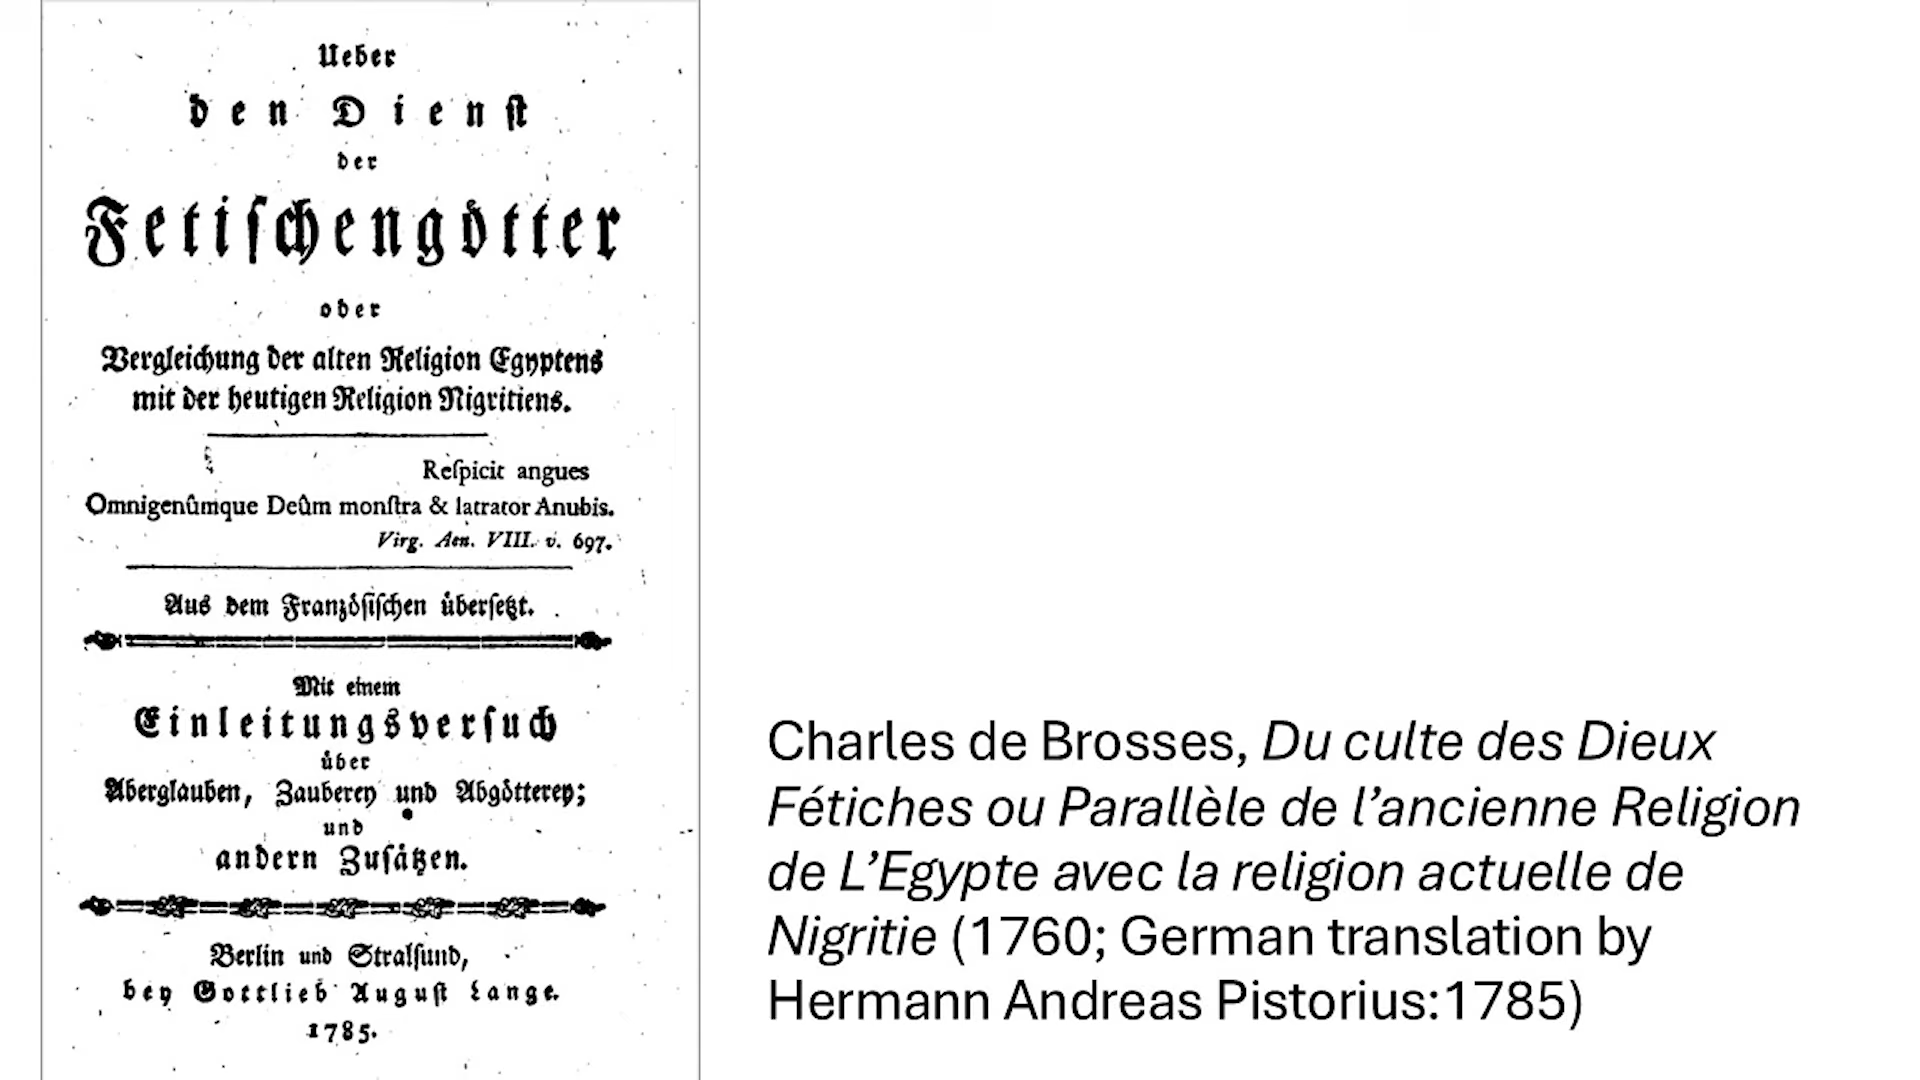 Ueber
den Dienſt
der
Fetiſchengötter
oder
Vergleichung der alten Religion Egyptens
mit der heutigen Religion Nigritiens.
Reſpicit angues
Omnigenûmque Deûm monſtra & latrator Anubis.
Virg. Aen. VIII. v. 697.
Aus dem Franzöſiſchen überſetzt.
Mit einem
Einleitungsverſuch
über
Aberglauben, Zauberey und Abgötterey;
und
andern Zuſätzen.
Berlin und Stralſund,
bey Gottlieb Auguſt Lange.
1785.
Charles de Brosses, Du culte des Dieux
Fétiches ou Parallèle de l’ancienne Religion
de L’Egypte avec la religion actuelle de
Nigritie (1760; German translation by
Hermann Andreas Pistorius:1785)